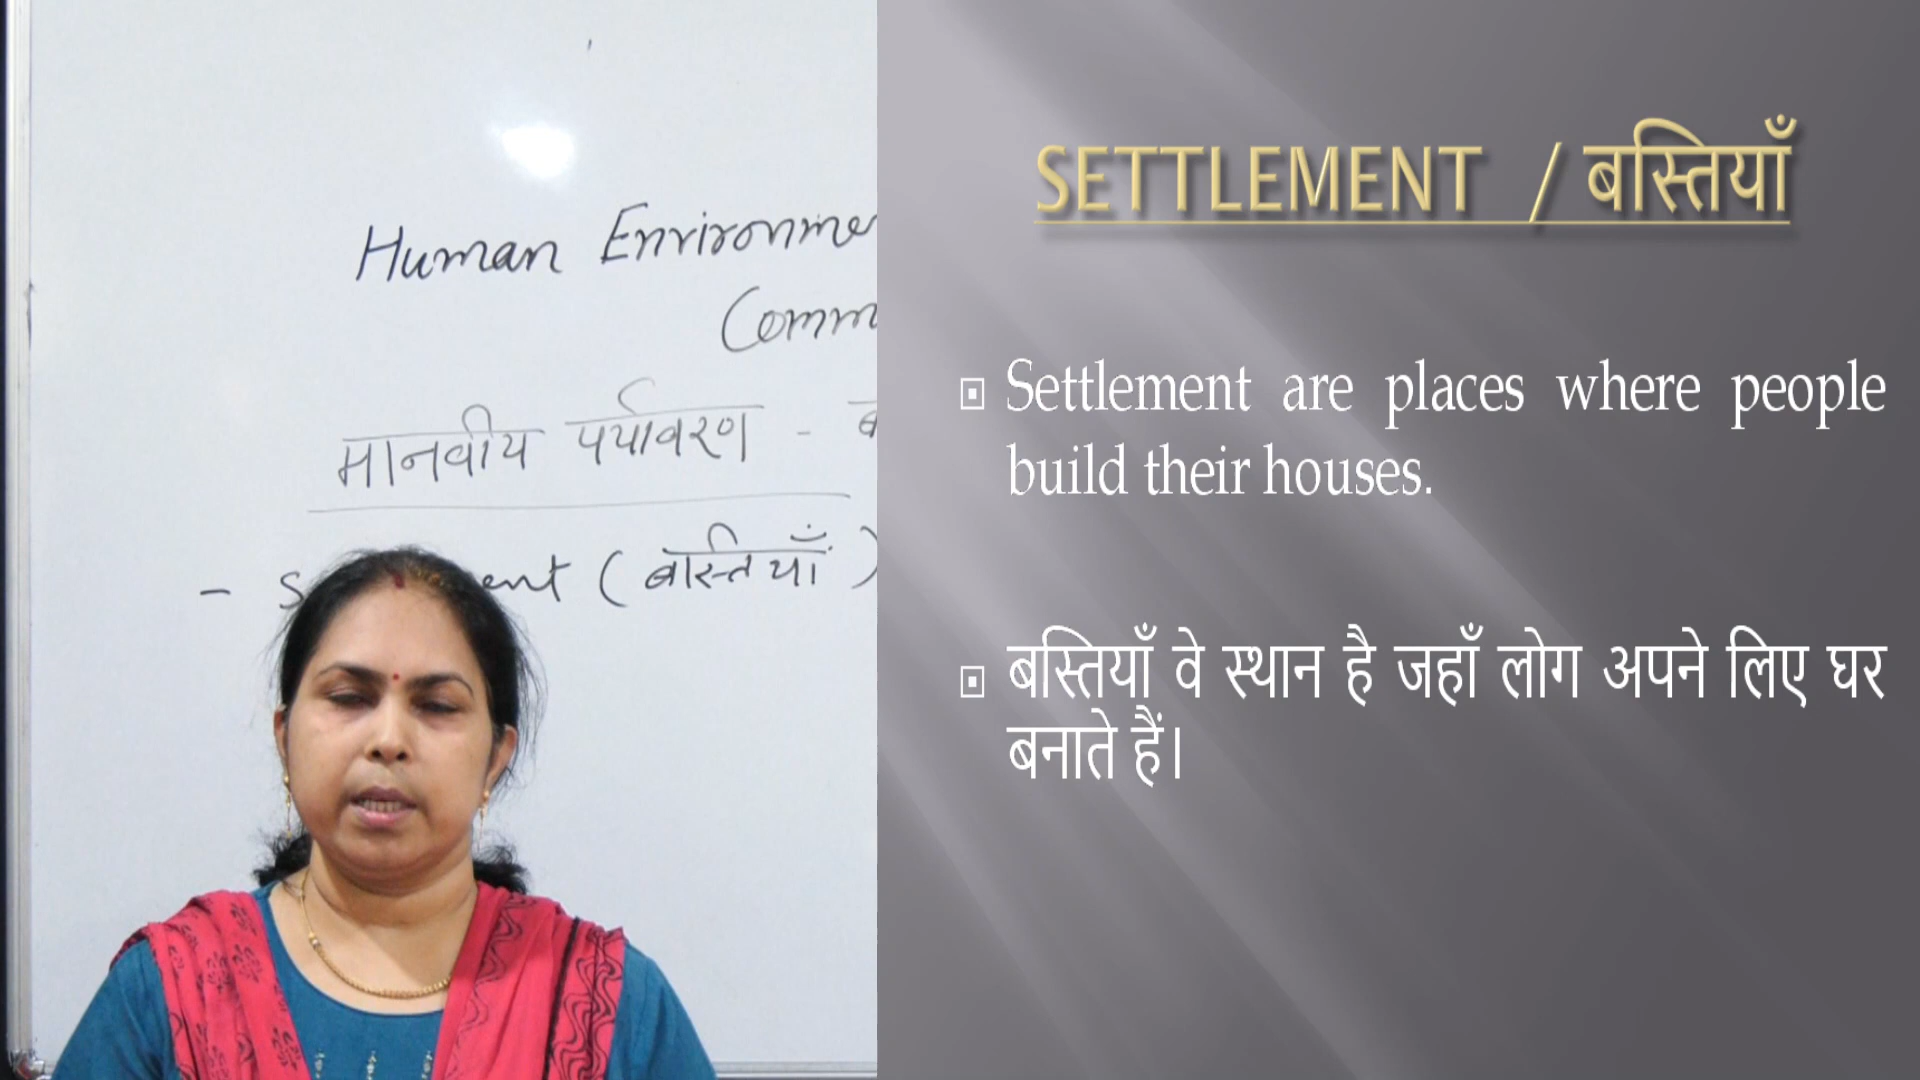 Human Environme
Comm
मानवीय पर्यावरण - ब
- S ent (बस्तियाँ)
SETTLEMENT / बस्तियाँ
Settlement are places where people
build their houses.
बस्तियाँ वे स्थान है जहाँ लोग अपने लिए घर
बनाते हैं।